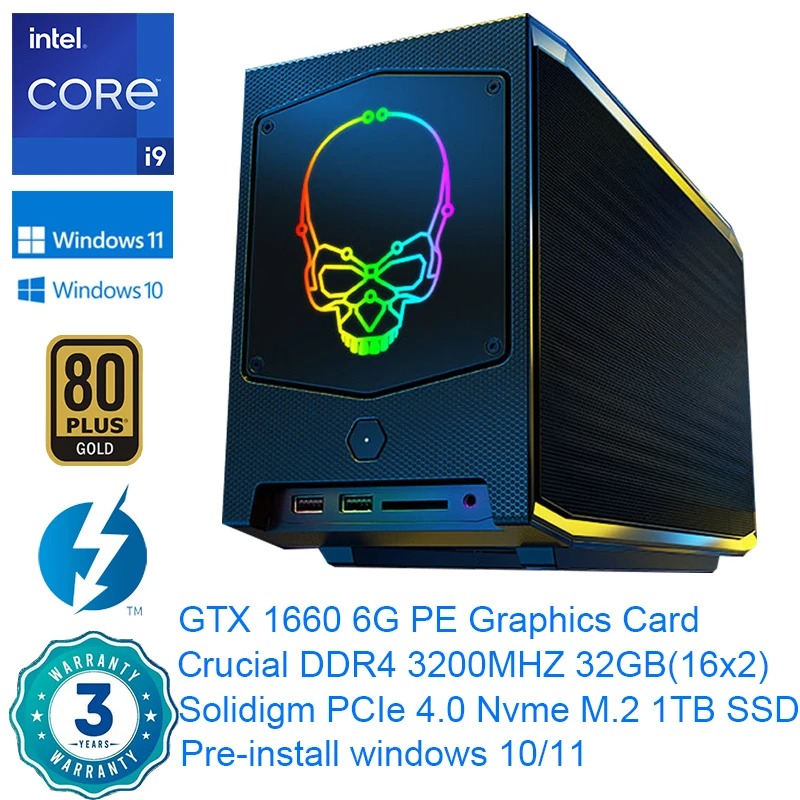 intel
CORe™
i9
Windows 11
Windows 10
80
PLUS®
GOLD
TM
GTX 1660 6G PE Graphics Card
Crucial DDR4 3200MHZ 32GB(16x2)
Solidigm PCIe 4.0 Nvme M.2 1TB SSD
Pre-install windows 10/11
WARRANTY
3
YEARS
WARRANTY